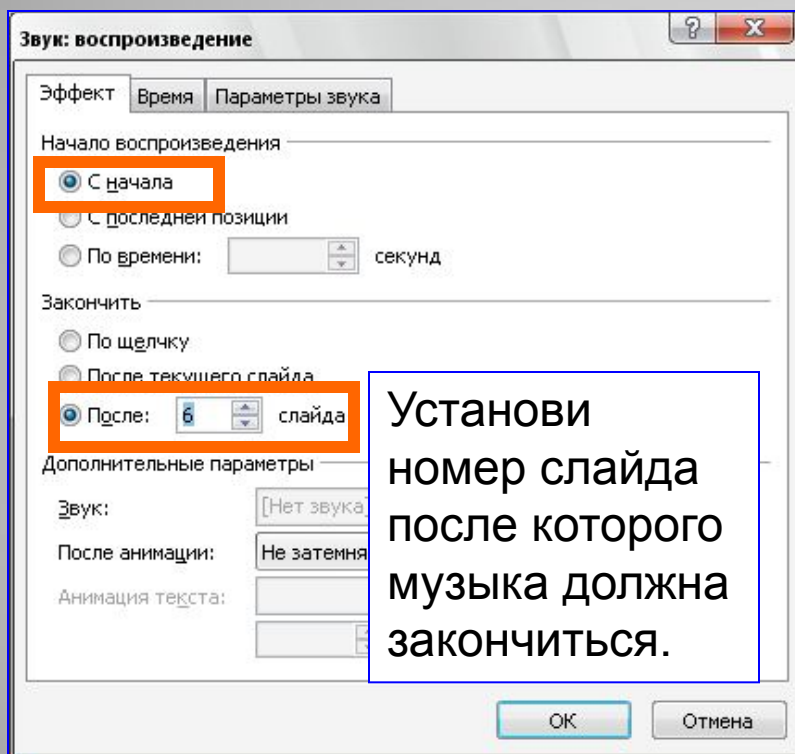 Звук: воспроизведение
Эффект Время Параметры звука
Начало воспроизведения
С начала
С последней позиции
По времени: секунд
Закончить
По щелчку
После текущего слайда
После: 6 слайда
Дополнительные параметры
Звук: [Нет звука]
После анимации: Не затемня
Анимация текста:
Установи
номер слайда
после которого
музыка должна
закончиться.
ОК Отмена